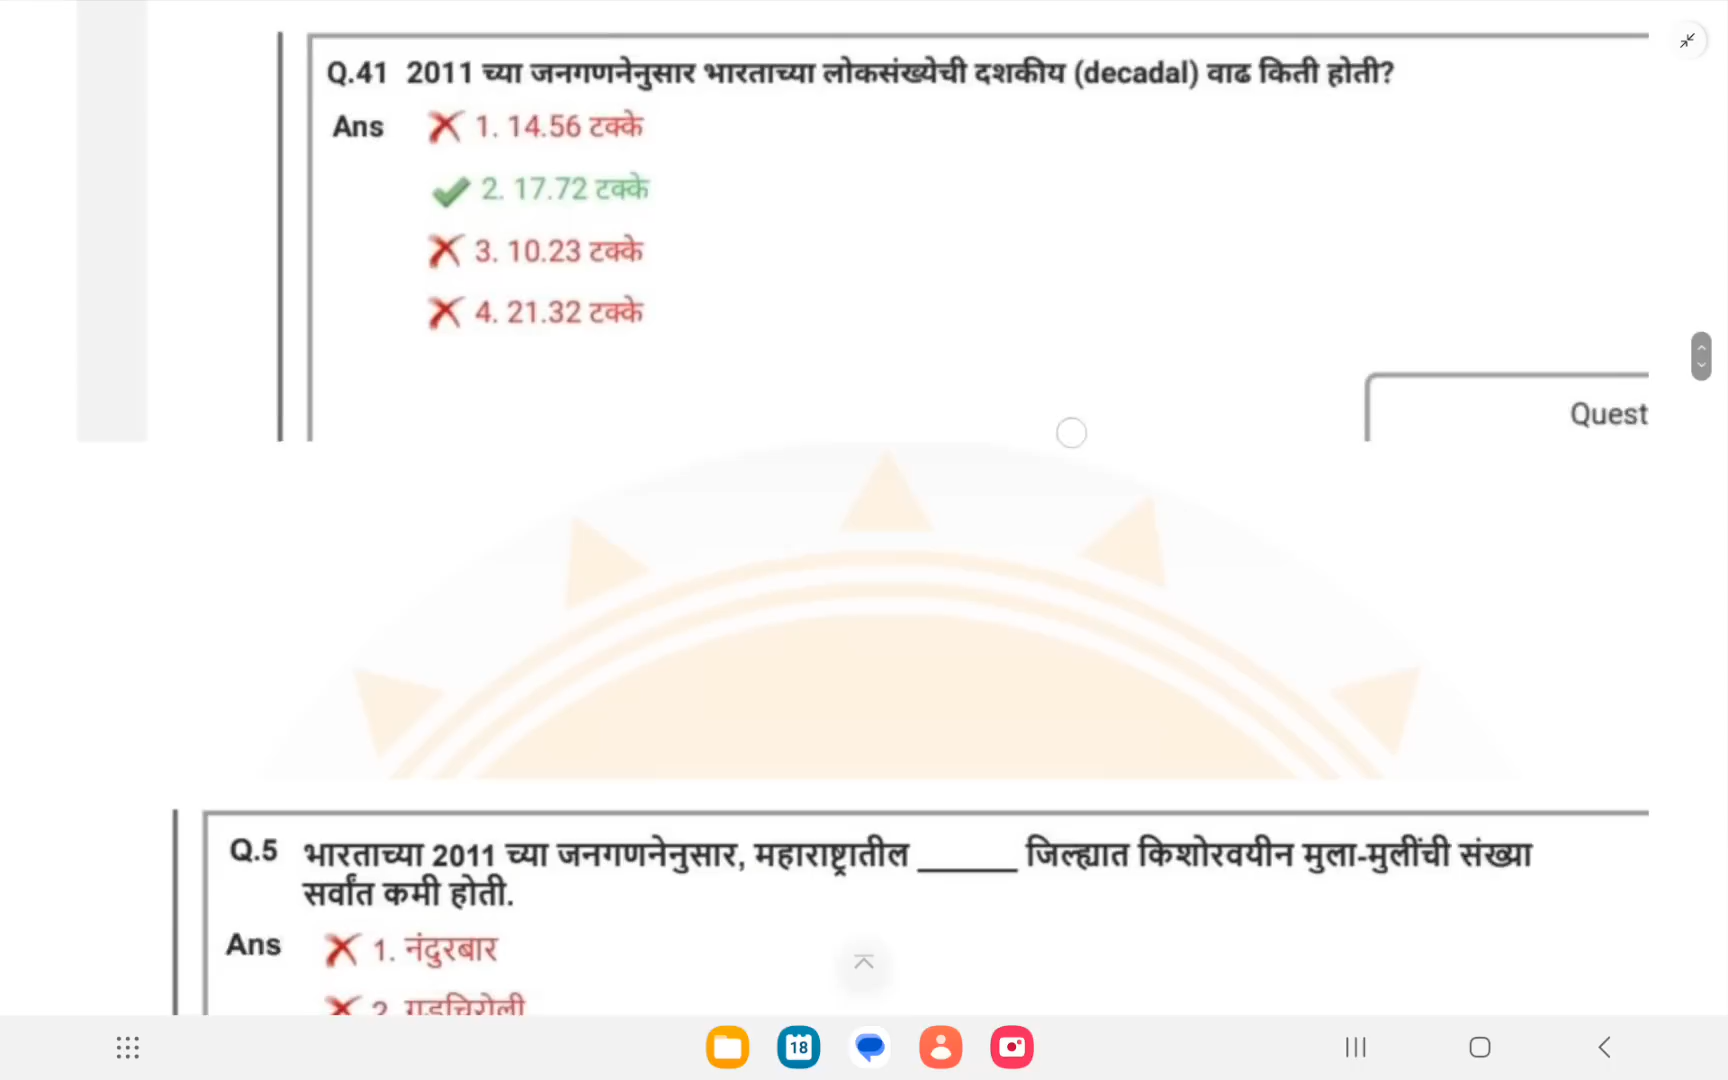 Q.41 2011 च्या जनगणनेनुसार भारताच्या लोकसंख्येची दशकीय (decadal) वाढ किती होती?
Ans 1. 14.56 टक्के
2. 17.72 टक्के
3. 10.23 टक्के
4. 21.32 टक्के
Quest
Q.5 भारताच्या 2011 च्या जनगणनेनुसार, महाराष्ट्रातील ______ जिल्ह्यात किशोरवयीन मुला-मुलींची संख्या
सर्वांत कमी होती.
Ans 1. नंदुरबार
2. गडचिरोली
18